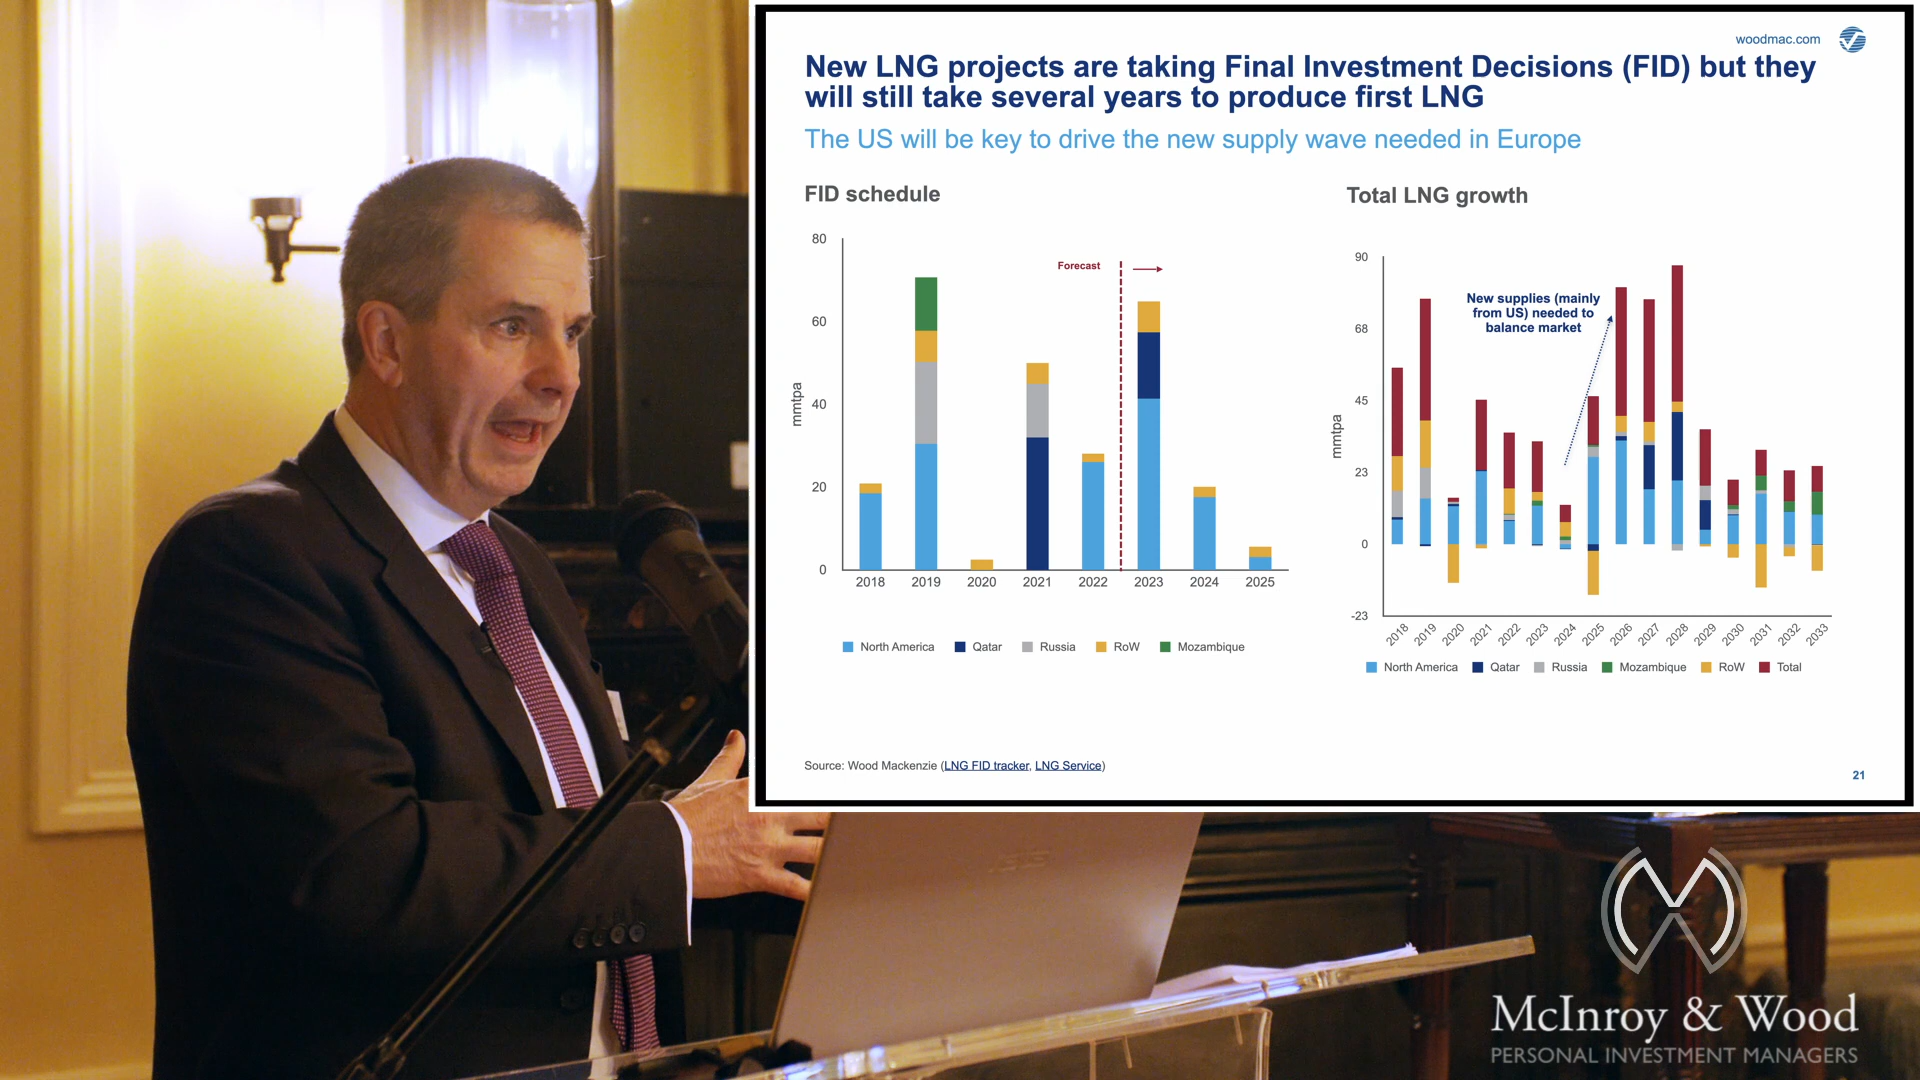 woodmac.com
New LNG projects are taking Final Investment Decisions (FID) but they
will still take several years to produce first LNG
The US will be key to drive the new supply wave needed in Europe
FID schedule
80
60
40
20
0
mmtpa
Forecast
2018 2019 2020 2021 2022 2023 2024 2025
North America Qatar Russia RoW Mozambique
Total LNG growth
90
68
45
23
0
-23
mmtpa
New supplies (mainly
from US) needed to
balance market
2018 2019 2020 2021 2022 2023 2024 2025 2026 2027 2028 2029 2030 2031 2032 2033
North America Qatar Russia Mozambique RoW Total
Source: Wood Mackenzie (LNG FID tracker, LNG Service)
21
McInroy & Wood
PERSONAL INVESTMENT MANAGERS